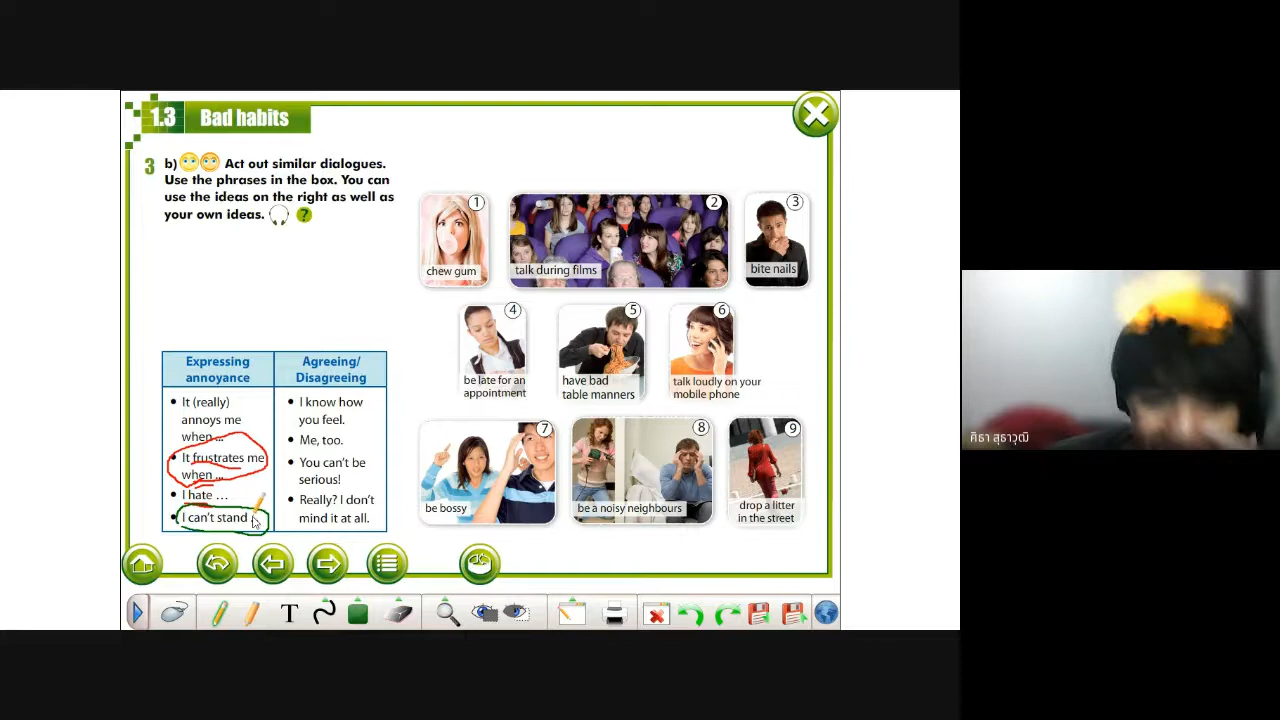 1.3 Bad habits
3 b) Act out similar dialogues.
Use the phrases in the box. You can
use the ideas on the right as well as
your own ideas. ?
1
chew gum
2
talk during films
3
bite nails
4
be late for an
appointment
5
have bad
table manners
6
talk loudly on your
mobile phone
7
be bossy
8
be a noisy neighbours
9
drop a litter
in the street
Expressing
annoyance
• It (really)
annoys me
when ...
• It frustrates me
when ...
• I hate ...
• I can't stand
Agreeing/
Disagreeing
• I know how
you feel.
• Me, too.
• You can't be
serious!
• Really? I don't
mind it at all.
T
ศิธา สุธาวุฒิ